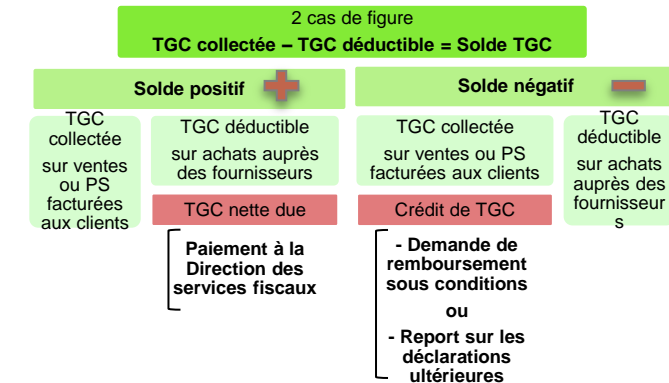 2 cas de figure
TGC collectée – TGC déductible = Solde TGC
Solde positif
Solde négatif
TGC
collectée
sur ventes
ou PS
facturées
aux clients
TGC déductible
sur achats auprès
des fournisseurs
TGC nette due
Paiement à la
Direction des
services fiscaux
TGC collectée
sur ventes ou PS
facturées aux clients
Crédit de TGC
- Demande de
remboursement
sous conditions
ou
- Report sur les
déclarations
ultérieures
TGC
déductible
sur achats
auprès des
fournisseur
s